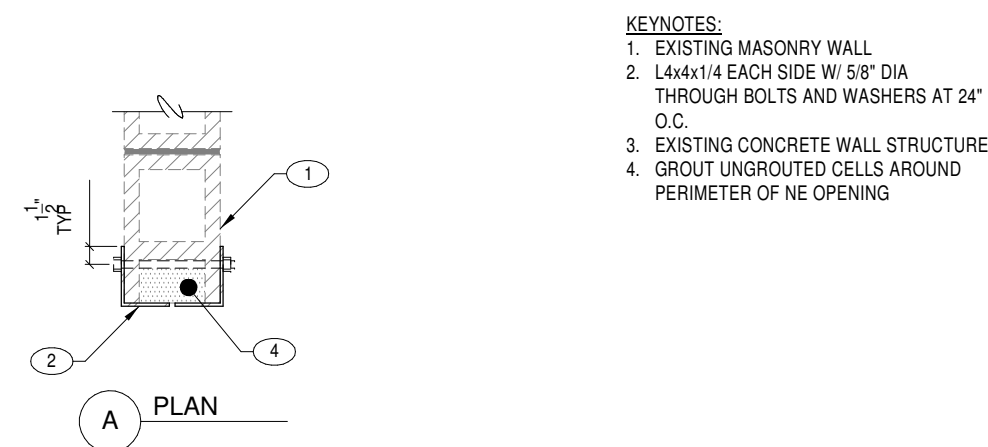 KEYNOTES:
1. EXISTING MASONRY WALL
2. L4x4x1/4 EACH SIDE W/ 5/8" DIA
THROUGH BOLTS AND WASHERS AT 24"
O.C.
3. EXISTING CONCRETE WALL STRUCTURE
4. GROUT UNGROUTED CELLS AROUND
PERIMETER OF NE OPENING
1
1 1/2"
TYP
2
4
A PLAN